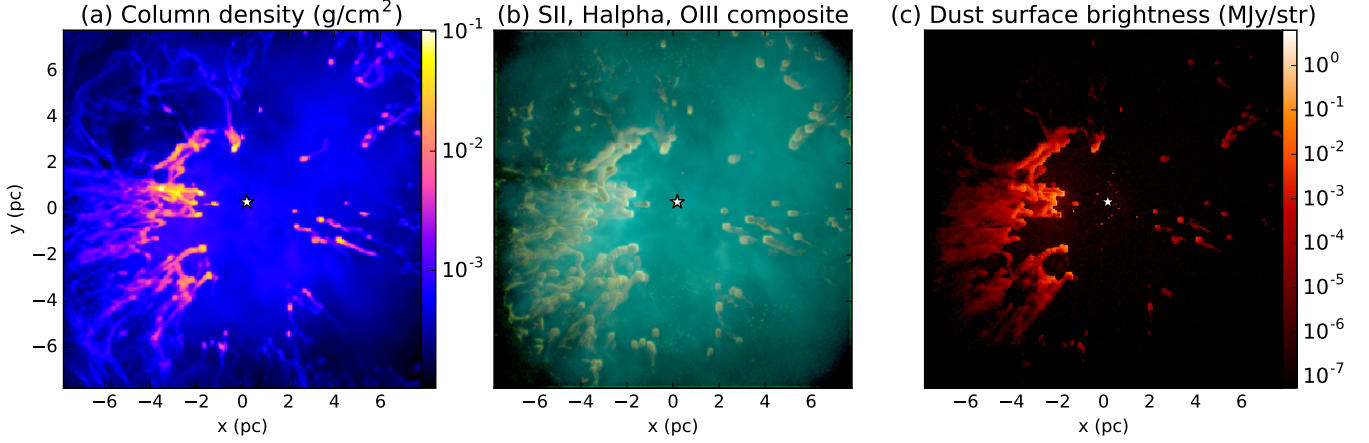 (a) Column density (g/cm²)
(b) SII, Halpha, OIII composite
(c) Dust surface brightness (MJy/str)
y (pc)
6
4
2
0
−2
−4
−6
10⁻¹
10⁻²
10⁻³
10⁰
10⁻¹
10⁻²
10⁻³
10⁻⁴
10⁻⁵
10⁻⁶
10⁻⁷
−6 −4 −2 0 2 4 6
−6 −4 −2 0 2 4 6
−6 −4 −2 0 2 4 6
x (pc)
x (pc)
x (pc)